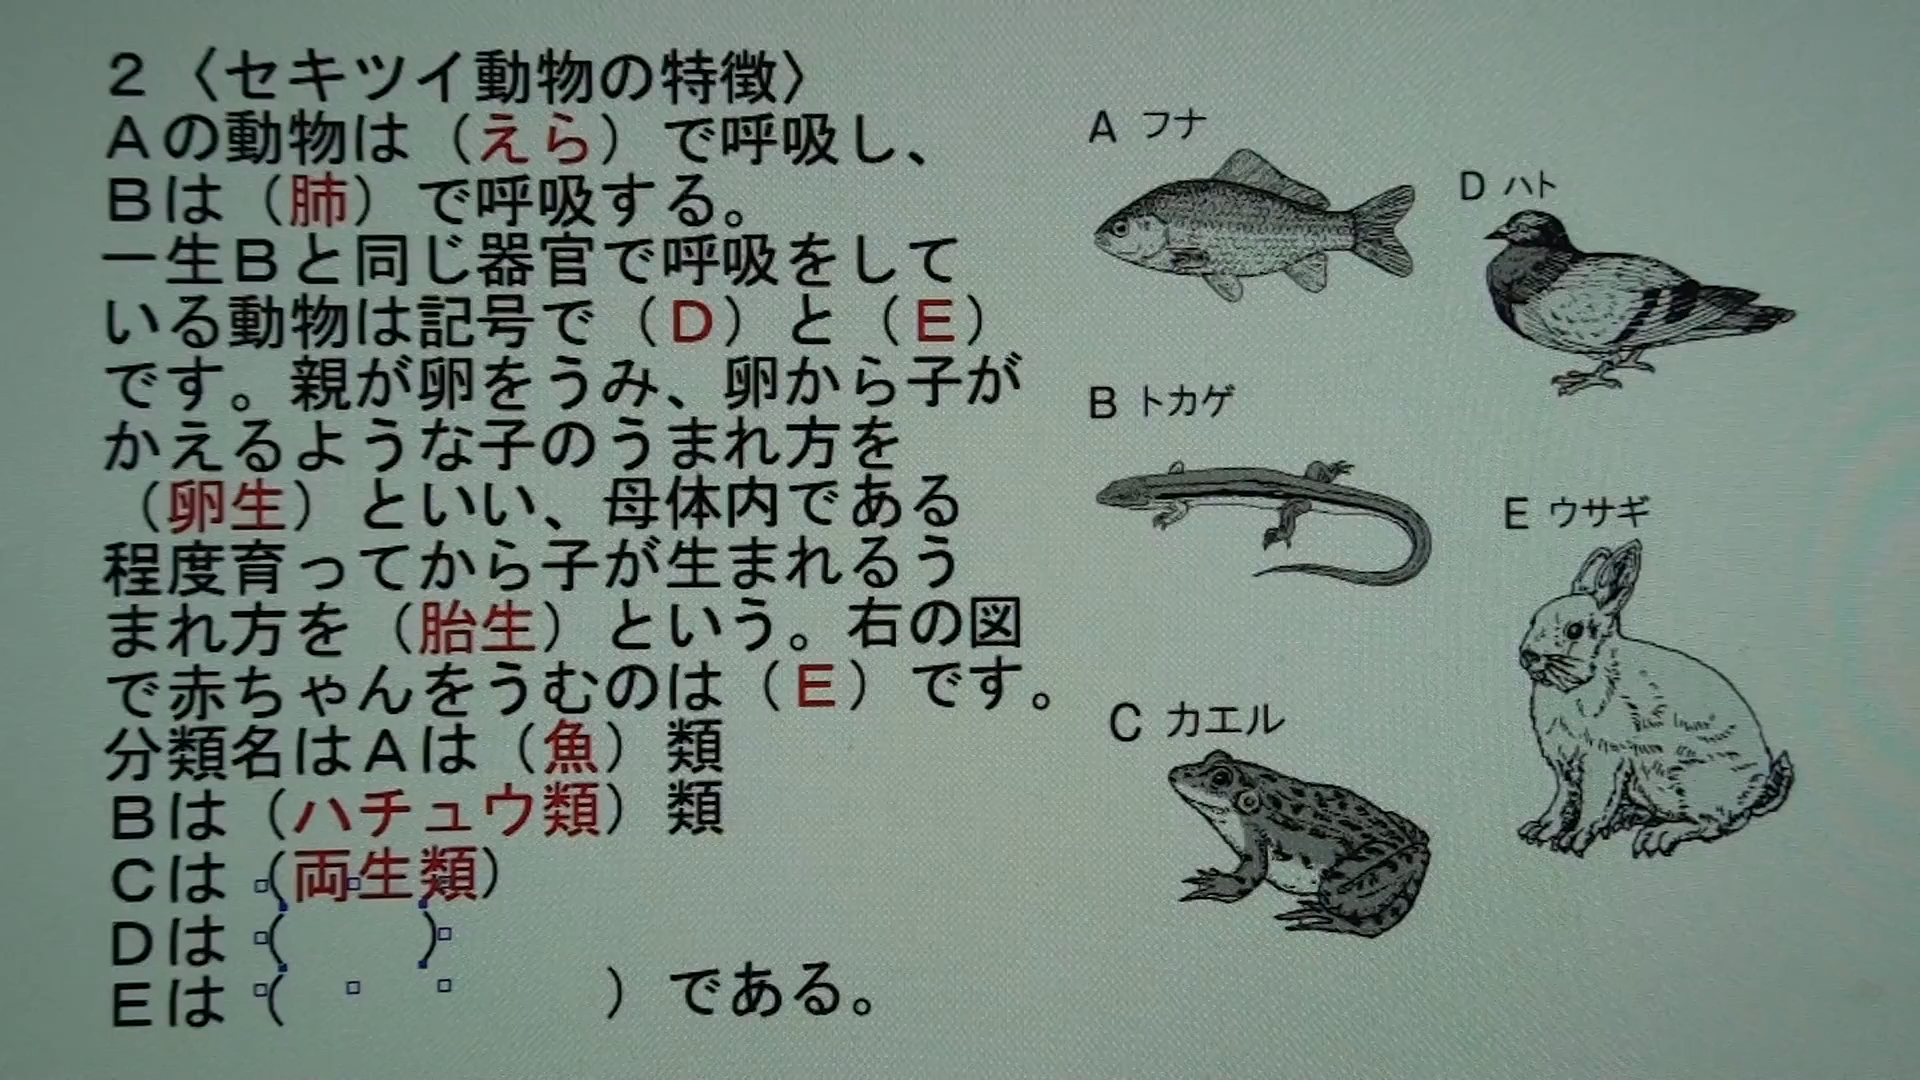 2〈セキツイ動物の特徴〉
Aの動物は（えら）で呼吸し、
Bは（肺）で呼吸する。
一生Bと同じ器官で呼吸をして
いる動物は記号で（D）と（E）
です。親が卵をうみ、卵から子が
かえるような子のうまれ方を
（卵生）といい、母体内である
程度育ってから子が生まれるう
まれ方を（胎生）という。右の図
で赤ちゃんをうむのは（E）です。
分類名はAは（魚）類
Bは（ハチュウ類）類
Cは（両生類）
Dは（　　）
Eは（　　　　）である。
A フナ
D ハト
B トカゲ
E ウサギ
C カエル